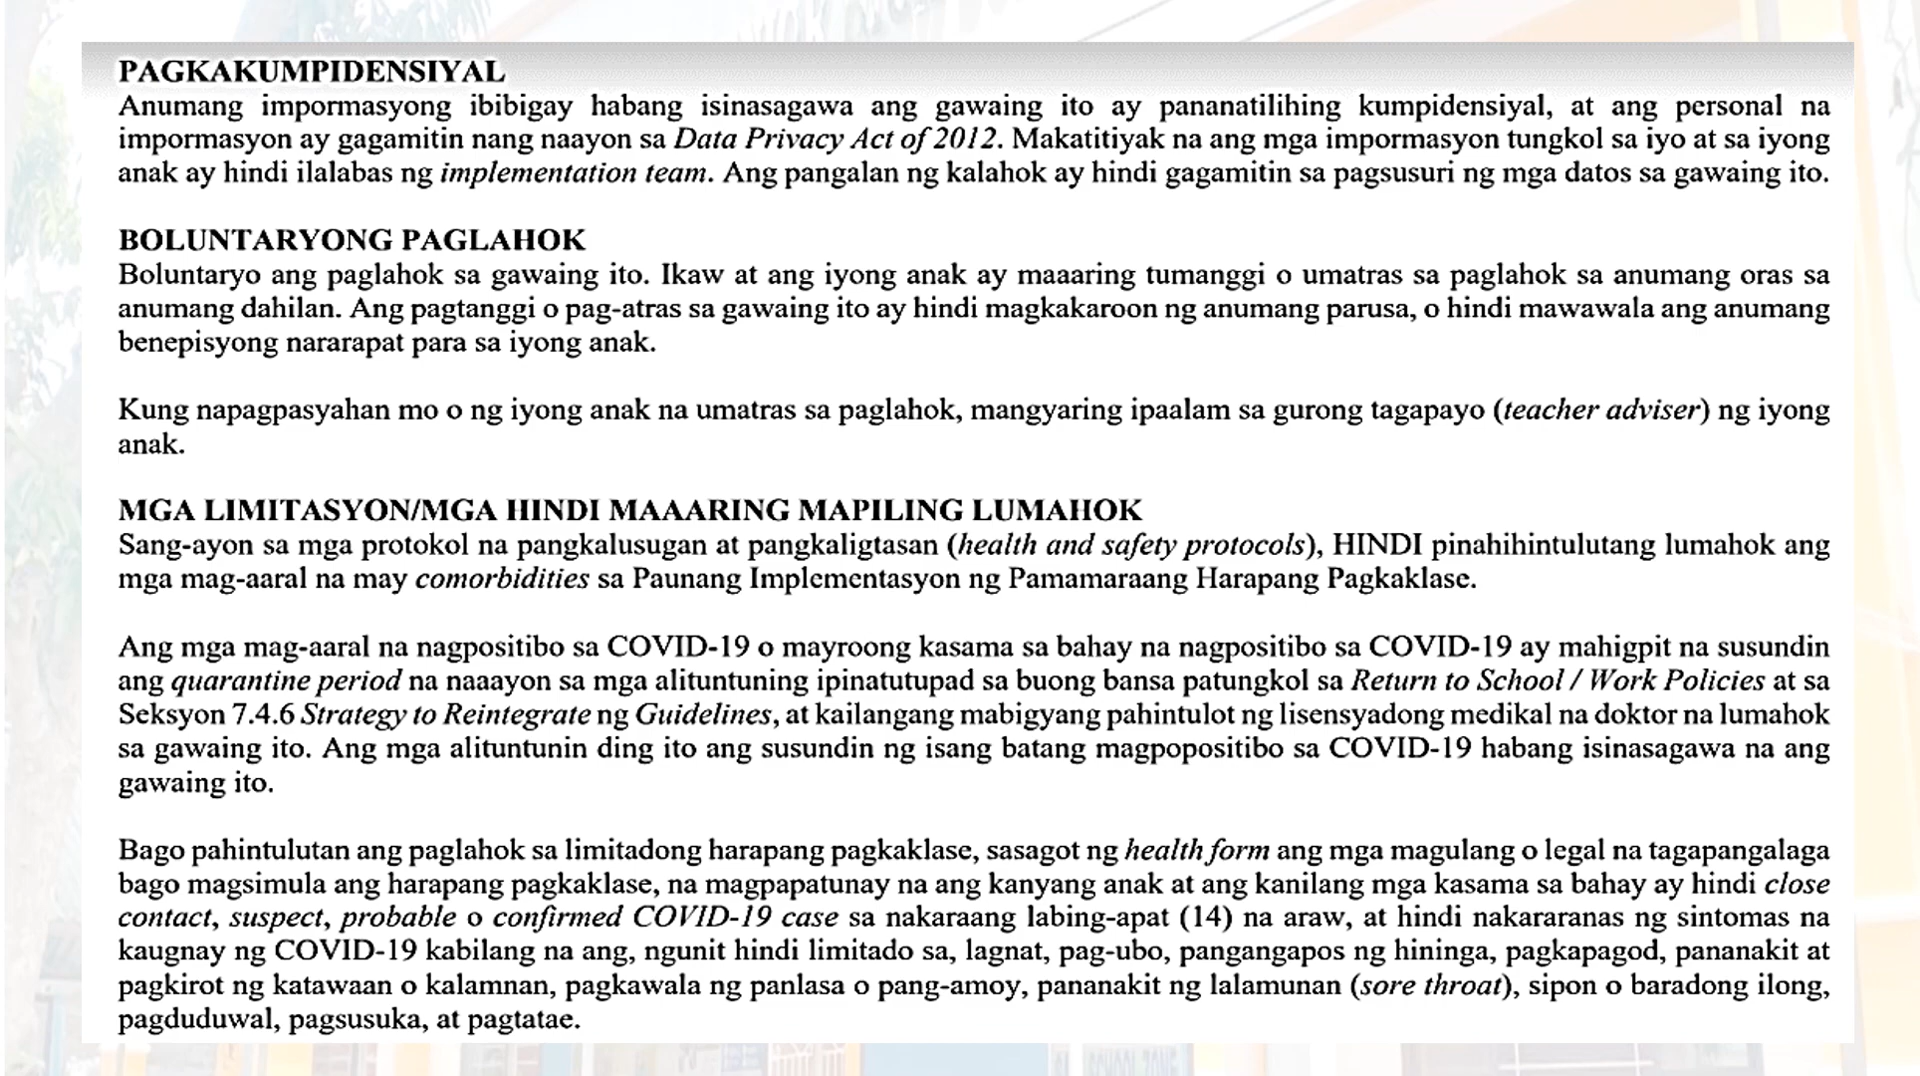 PAGKAKUMPIDENSIYAL
Anumang impormasyong ibibigay habang isinasagawa ang gawaing ito ay pananatilihing kumpidensiyal, at ang personal na
impormasyon ay gagamitin nang naayon sa Data Privacy Act of 2012. Makatitiyak na ang mga impormasyon tungkol sa iyo at sa iyong
anak ay hindi ilalabas ng implementation team. Ang pangalan ng kalahok ay hindi gagamitin sa pagsusuri ng mga datos sa gawaing ito.
BOLUNTARYONG PAGLAHOK
Boluntaryo ang paglahok sa gawaing ito. Ikaw at ang iyong anak ay maaaring tumanggi o umatras sa paglahok sa anumang oras sa
anumang dahilan. Ang pagtanggi o pag-atras sa gawaing ito ay hindi magkakaroon ng anumang parusa, o hindi mawawala ang anumang
benepisyong nararapat para sa iyong anak.
Kung napagpasyahan mo o ng iyong anak na umatras sa paglahok, mangyaring ipaalam sa gurong tagapayo (teacher adviser) ng iyong
anak.
MGA LIMITASYON/MGA HINDI MAAARING MAPILING LUMAHOK
Sang-ayon sa mga protokol na pangkalusugan at pangkaligtasan (health and safety protocols), HINDI pinahihintulutang lumahok ang
mga mag-aaral na may comorbidities sa Paunang Implementasyon ng Pamamaraang Harapang Pagkaklase.
Ang mga mag-aaral na nagpositibo sa COVID-19 o mayroong kasama sa bahay na nagpositibo sa COVID-19 ay mahigpit na susundin
ang quarantine period na naaayon sa mga alituntuning ipinatutupad sa buong bansa patungkol sa Return to School / Work Policies at sa
Seksyon 7.4.6 Strategy to Reintegrate ng Guidelines, at kailangang mabigyang pahintulot ng lisensyadong medikal na doktor na lumahok
sa gawaing ito. Ang mga alituntunin ding ito ang susundin ng isang batang magpopositibo sa COVID-19 habang isinasagawa na ang
gawaing ito.
Bago pahintulutan ang paglahok sa limitadong harapang pagkaklase, sasagot ng health form ang mga magulang o legal na tagapangalaga
bago magsimula ang harapang pagkaklase, na magpapatunay na ang kanyang anak at ang kanilang mga kasama sa bahay ay hindi close
contact, suspect, probable o confirmed COVID-19 case sa nakaraang labing-apat (14) na araw, at hindi nakararanas ng sintomas na
kaugnay ng COVID-19 kabilang na ang, ngunit hindi limitado sa, lagnat, pag-ubo, pangangapos ng hininga, pagkapagod, pananakit at
pagkirot ng katawaan o kalamnan, pagkawala ng panlasa o pang-amoy, pananakit ng lalamunan (sore throat), sipon o baradong ilong,
pagduduwal, pagsusuka, at pagtatae.